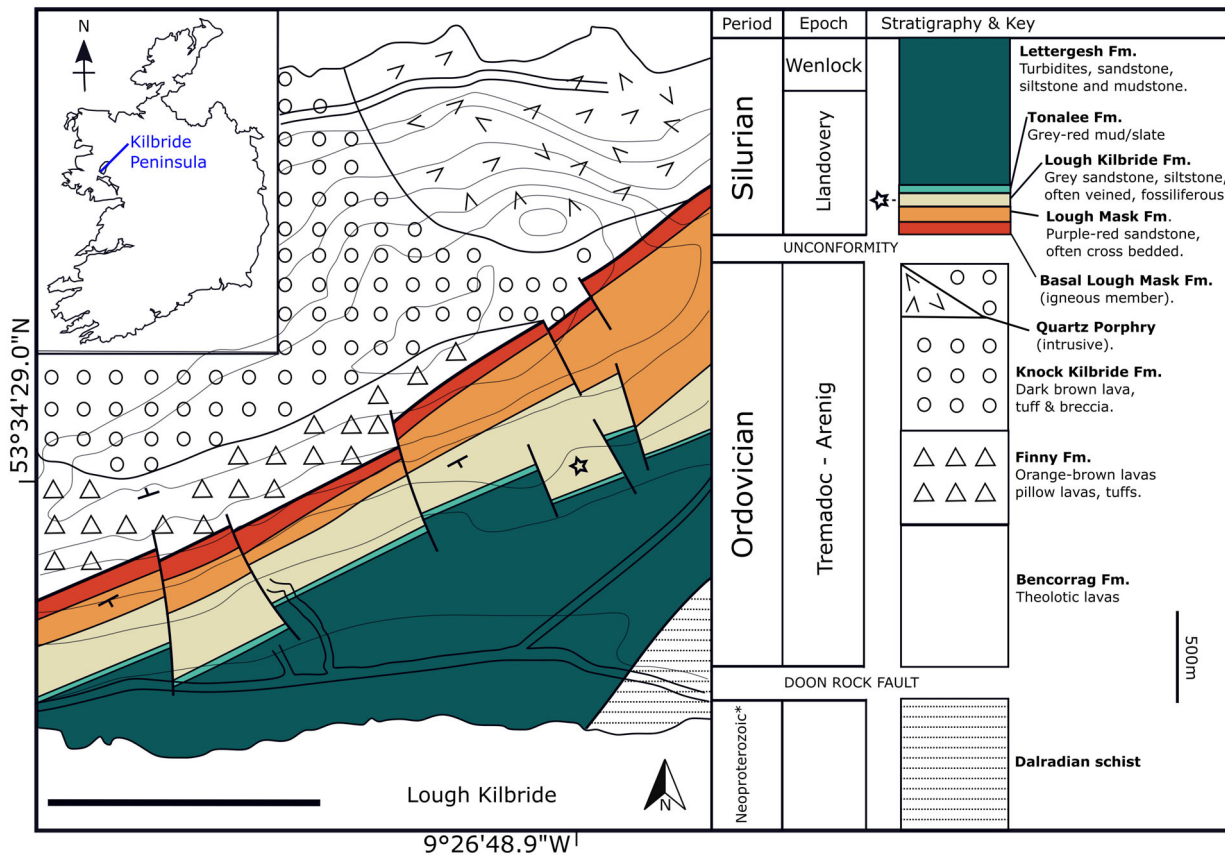 N
Kilbride
Peninsula
53°34'29.0"N
Lough Kilbride
N
9°26'48.9"W
Period
Epoch
Stratigraphy & Key
Silurian
Wenlock
Llandovery
UNCONFORMITY
Ordovician
Tremadoc - Arenig
DOON ROCK FAULT
Neoproterozoic*
Lettergesh Fm.
Turbidites, sandstone,
siltstone and mudstone.
Tonalee Fm.
Grey-red mud/slate
Lough Kilbride Fm.
Grey sandstone, siltstone,
often veined, fossiliferous
Lough Mask Fm.
Purple-red sandstone,
often cross bedded.
Basal Lough Mask Fm.
(igneous member).
Quartz Porphry
(intrusive).
Knock Kilbride Fm.
Dark brown lava,
tuff & breccia.
Finny Fm.
Orange-brown lavas
pillow lavas, tuffs.
Bencorrag Fm.
Theolotic lavas
500m
Dalradian schist